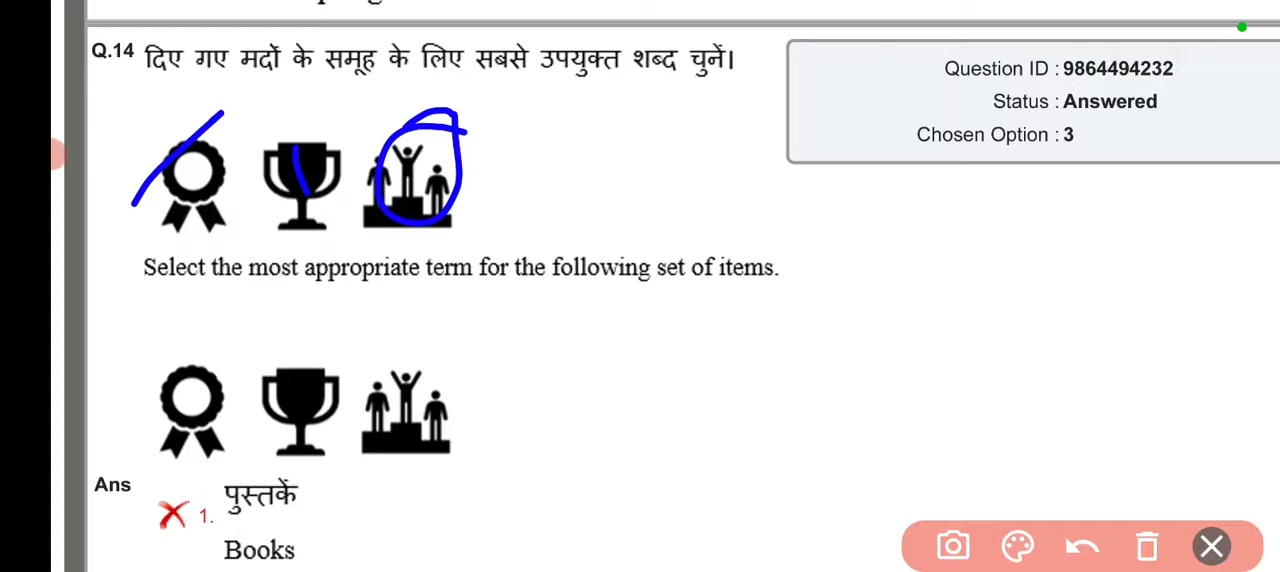 Q.14 दिए गए मदों के समूह के लिए सबसे उपयुक्त शब्द चुनें।
Question ID : 9864494232
Status : Answered
Chosen Option : 3
Select the most appropriate term for the following set of items.
Ans
1. पुस्तकें
Books